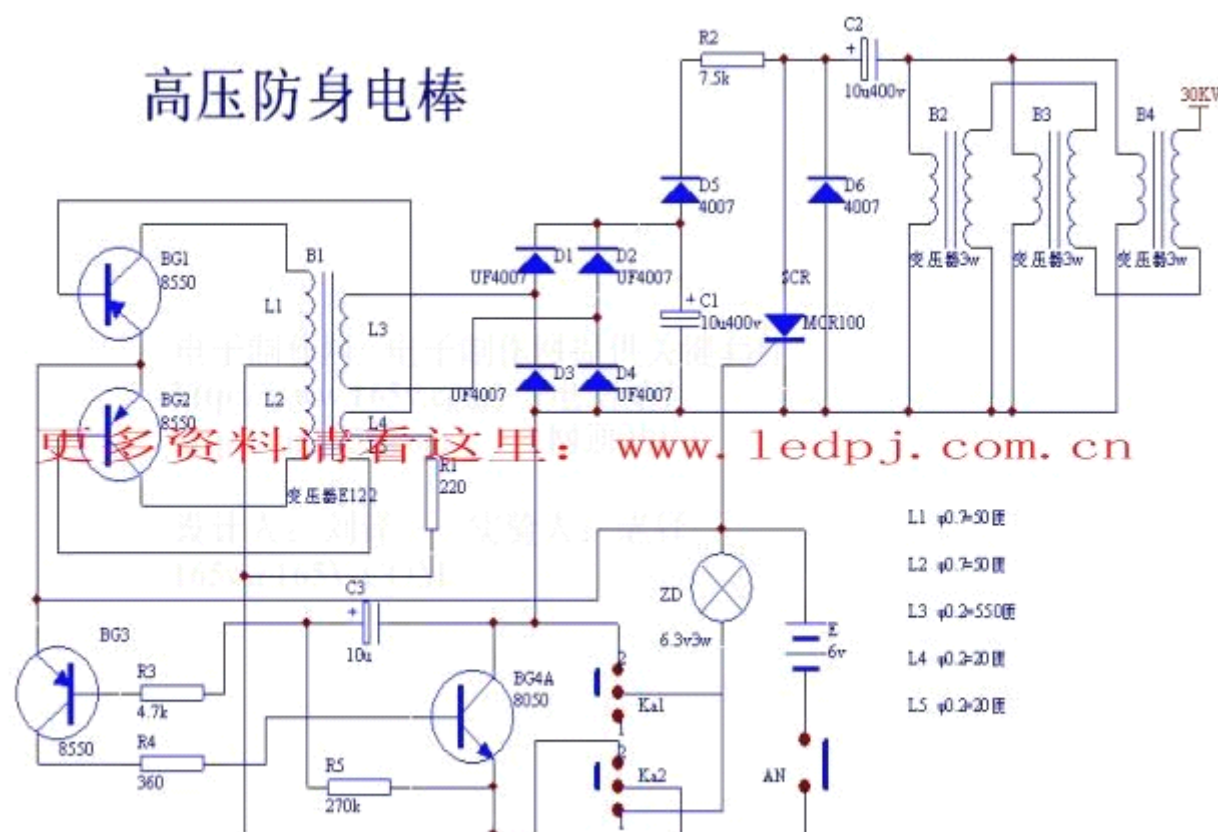 高压防身电棒
C2
+
10u400v
R2
7.5k
30KV
B2
B3
B4
D5
4007
D6
4007
变压器3w
变压器3w
变压器3w
BG1
8550
B1
L1
L3
D1
UF4007
D2
UF4007
+
C1
10u400v
SCR
MCR100
D3
UF4007
D4
UF4007
BG2
8550
L2
L4
更多资料请看这里：www.ledpj.com.cn
R1
220
变压器E122
L1 φ0.7=50匝
L2 φ0.7=50匝
L3 φ0.2=550匝
L4 φ0.2=20匝
L5 φ0.2=20匝
C3
+
10u
ZD
6.3v3w
E
6v
BG3
8550
R3
4.7k
R4
360
R5
270k
BG4A
8050
2
Ka1
1
2
Ka2
1
AN